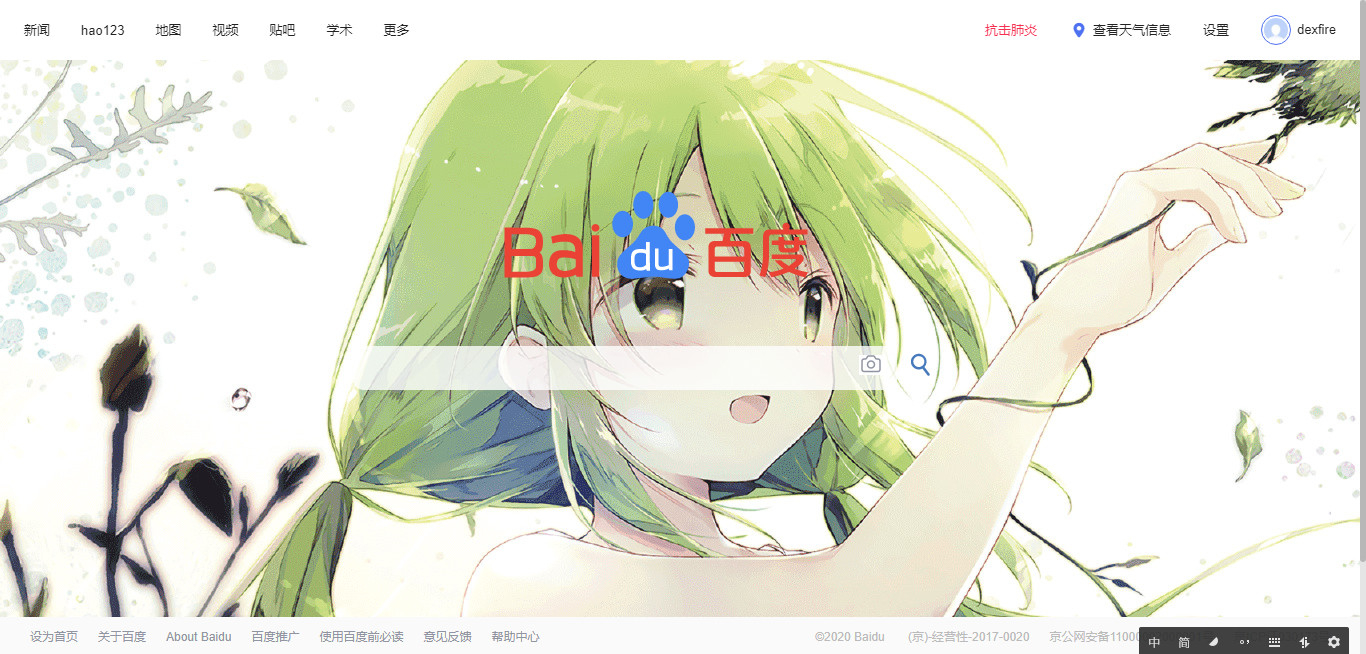 新闻 hao123 地图 视频 贴吧 学术 更多 抗击肺炎 查看天气信息 设置 dexfire
Bai du 百度
设为首页 关于百度 About Baidu 百度推广 使用百度前必读 意见反馈 帮助中心 ©2020 Baidu (京)-经营性-2017-0020 京公网安备11000
中 简